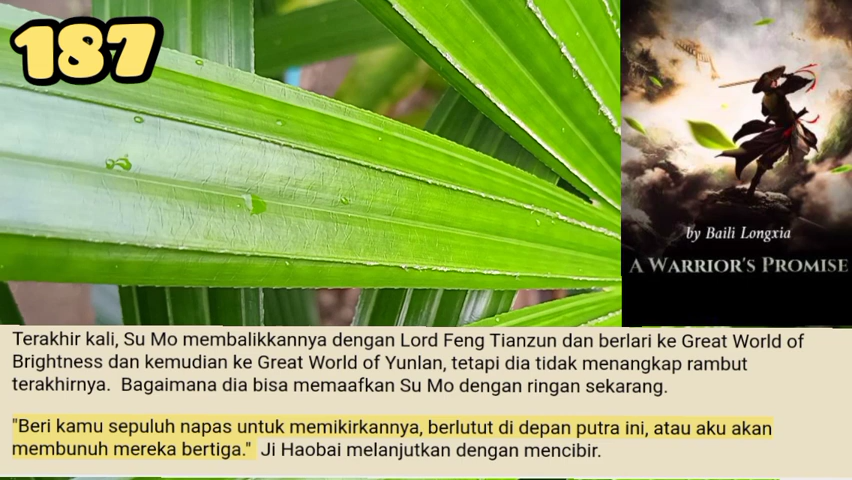 187
by Baili Longxia
A WARRIOR'S PROMISE
Terakhir kali, Su Mo membalikkannya dengan Lord Feng Tianzun dan berlari ke Great World of
Brightness dan kemudian ke Great World of Yunlan, tetapi dia tidak menangkap rambut
terakhirnya.  Bagaimana dia bisa memaafkan Su Mo dengan ringan sekarang.
"Beri kamu sepuluh napas untuk memikirkannya, berlutut di depan putra ini, atau aku akan
membunuh mereka bertiga."  Ji Haobai melanjutkan dengan mencibir.